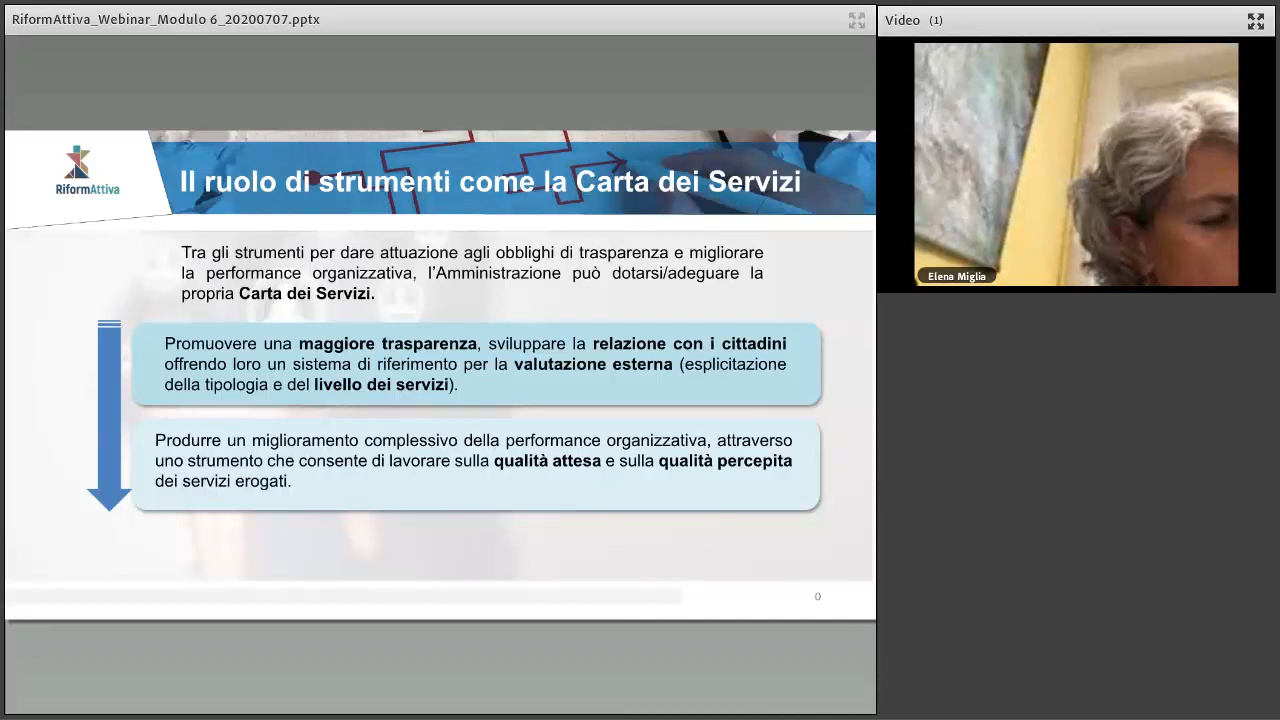 RiformAttiva_Webinar_Modulo 6_20200707.pptx
Video (1)
Elena Miglia
RiformAttiva
Il ruolo di strumenti come la Carta dei Servizi
Tra gli strumenti per dare attuazione agli obblighi di trasparenza e migliorare
la performance organizzativa, l’Amministrazione può dotarsi/adeguare la
propria Carta dei Servizi.
Promuovere una maggiore trasparenza, sviluppare la relazione con i cittadini
offrendo loro un sistema di riferimento per la valutazione esterna (esplicitazione
della tipologia e del livello dei servizi).
Produrre un miglioramento complessivo della performance organizzativa, attraverso
uno strumento che consente di lavorare sulla qualità attesa e sulla qualità percepita
dei servizi erogati.
0